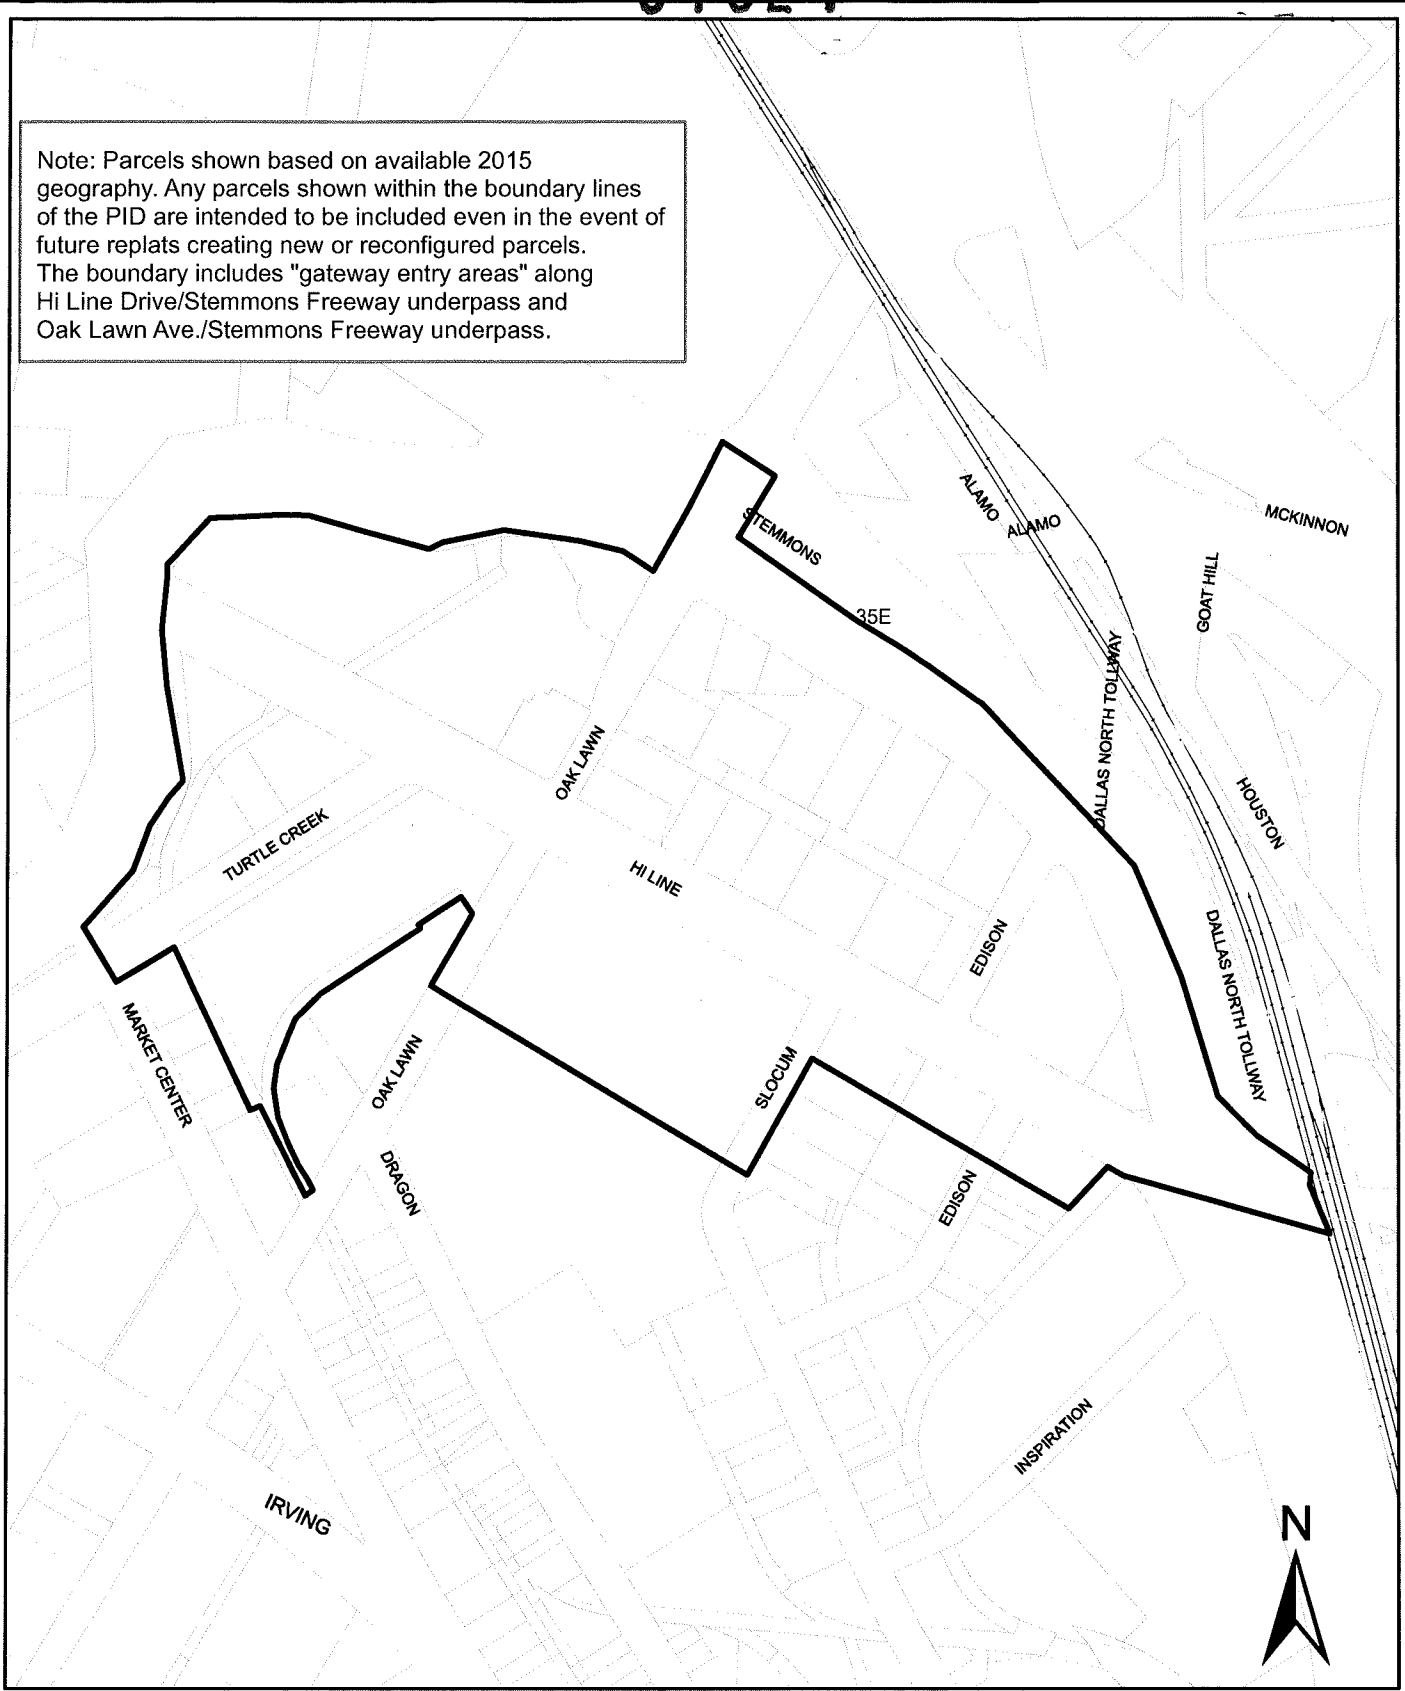 Note: Parcels shown based on available 2015
geography. Any parcels shown within the boundary lines
of the PID are intended to be included even in the event of
future replats creating new or reconfigured parcels.
The boundary includes "gateway entry areas" along
Hi Line Drive/Stemmons Freeway underpass and
Oak Lawn Ave./Stemmons Freeway underpass.
STEMMONS
ALAMO
ALAMO
MCKINNON
GOAT HILL
35E
DALLAS NORTH TOLLWAY
OAK LAWN
HOUSTON
TURTLE CREEK
HI LINE
EDISON
DALLAS NORTH TOLLWAY
MARKET CENTER
OAK LAWN
SLOCUM
DRAGON
EDISON
INSPIRATION
IRVING
N